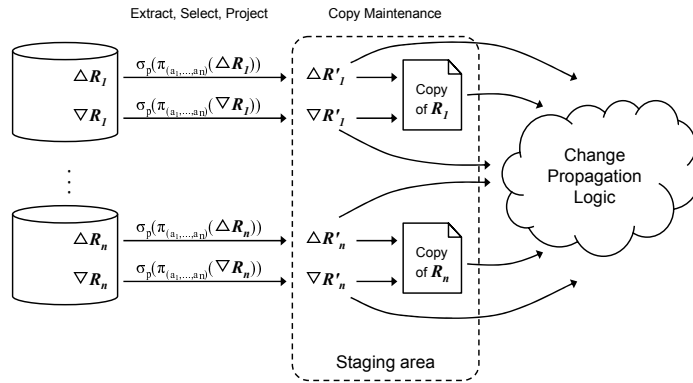 Extract, Select, Project
Copy Maintenance
△R₁ σₚ(π₍ₐ₁,...,ₐₙ₎(△R₁)) △R'₁
▽R₁ σₚ(π₍ₐ₁,...,ₐₙ₎(▽R₁)) ▽R'₁
Copy
of R₁
Change
Propagation
Logic
△Rₙ σₚ(π₍ₐ₁,...,ₐₙ₎(△Rₙ)) △R'ₙ
▽Rₙ σₚ(π₍ₐ₁,...,ₐₙ₎(▽Rₙ)) ▽R'ₙ
Copy
of Rₙ
Staging area